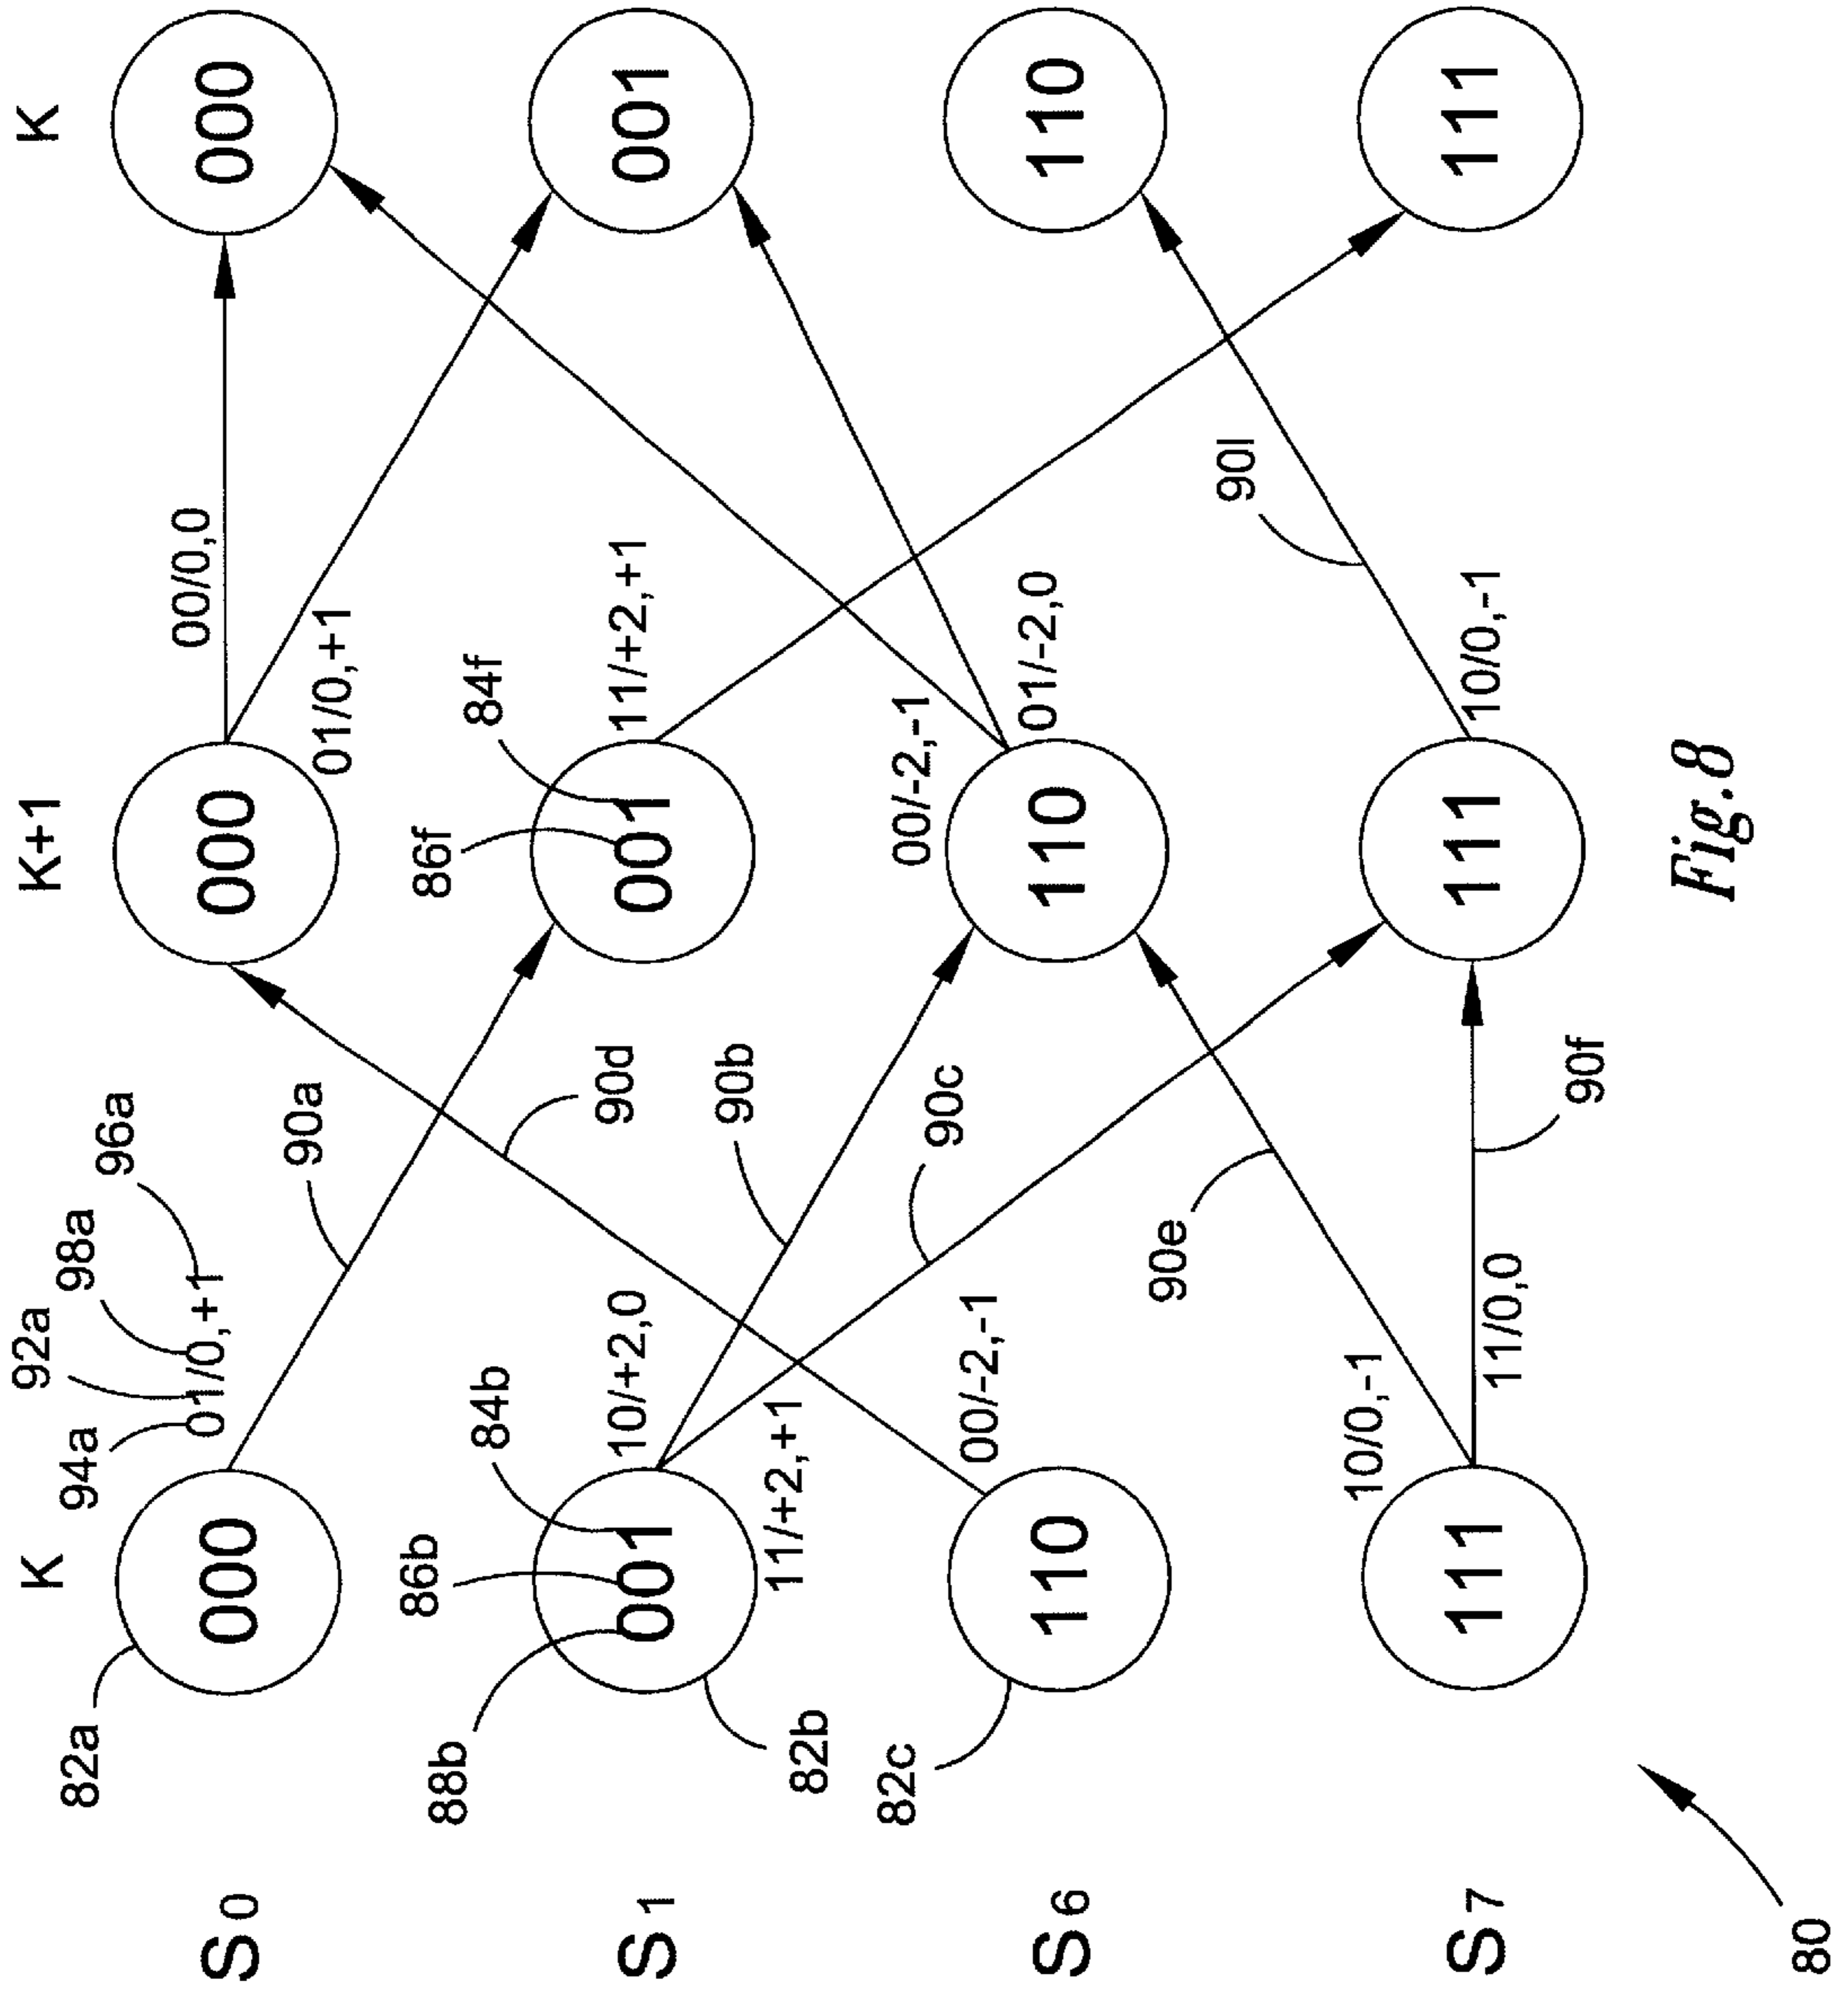 K
K+1
K
82a
94a
92a
98a
96a
S0
000
01/0,+1
90a
000
00/0,0
01/0,+1
000
90d
88b
86b
84b
S1
001
10/+2,0
11/+2,+1
82b
90b
86f
84f
001
11/+2,+1
001
82c
S6
110
00/-2,-1
90c
00/-2,-1
110
01/-2,0
110
S7
111
10/0,-1
11/0,0
90e
90f
111
10/0,-1
90l
111
80
Fig.8